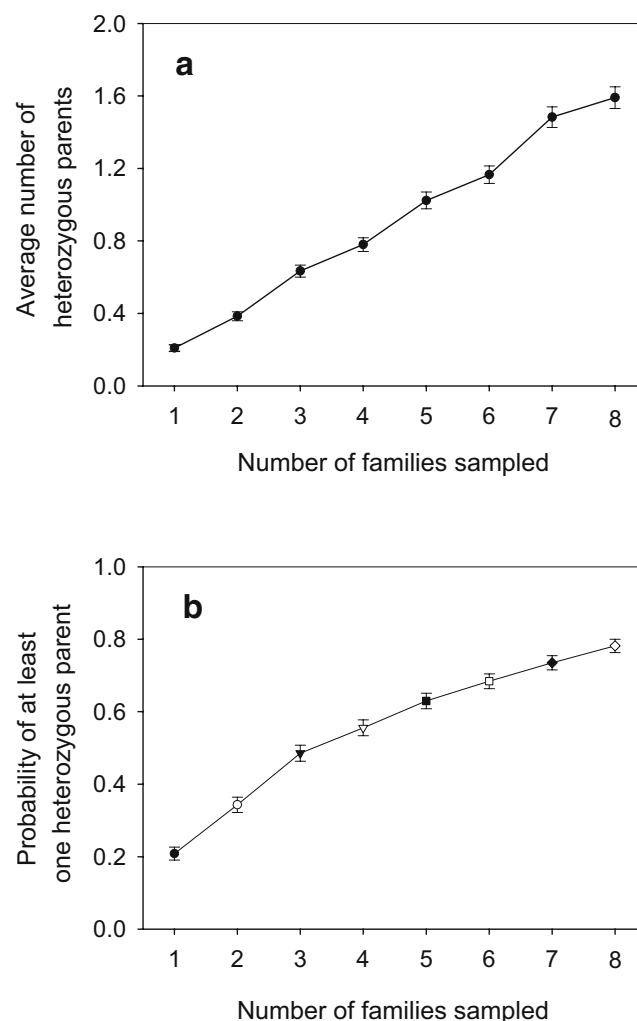 2.0
a
1.6
1.2
0.8
0.4
0.0
Average number of
heterozygous parents
1 2 3 4 5 6 7 8
Number of families sampled
1.0
b
0.8
0.6
0.4
0.2
0.0
Probability of at least
one heterozygous parent
1 2 3 4 5 6 7 8
Number of families sampled